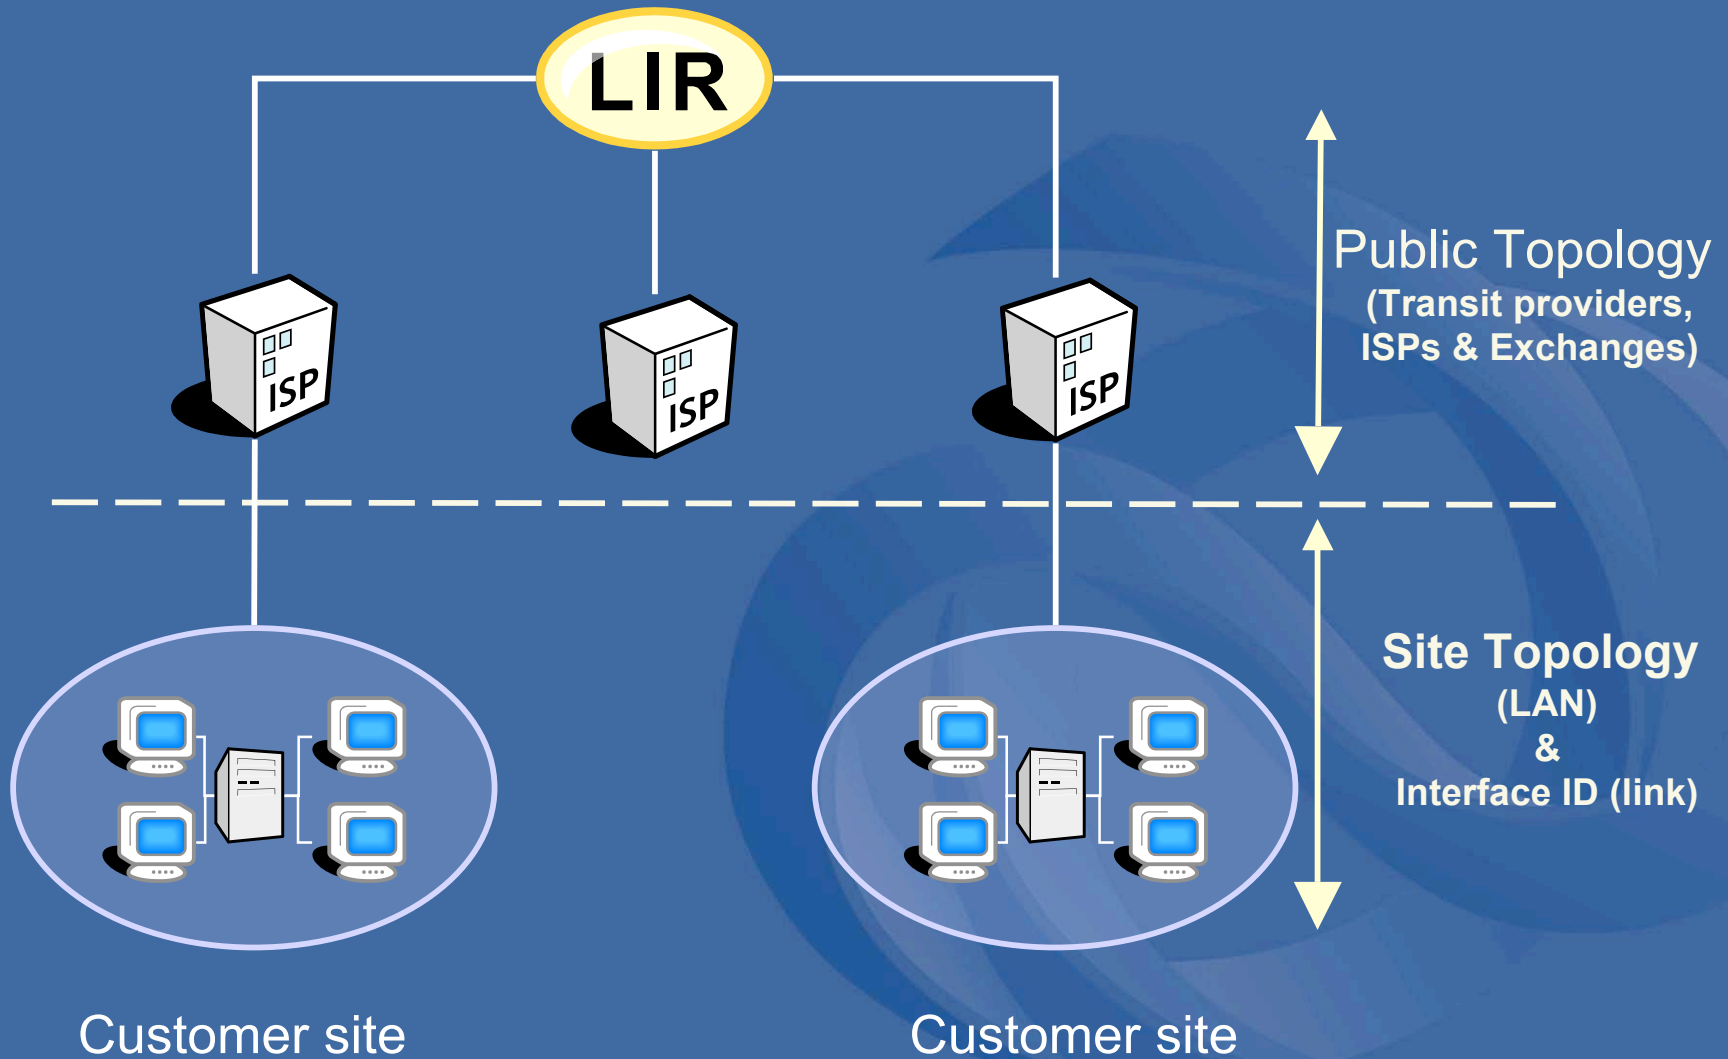 LIR
Public Topology
(Transit providers,
ISPs & Exchanges)
ISP
ISP
ISP
Site Topology
(LAN)
&
Interface ID (link)
Customer site
Customer site